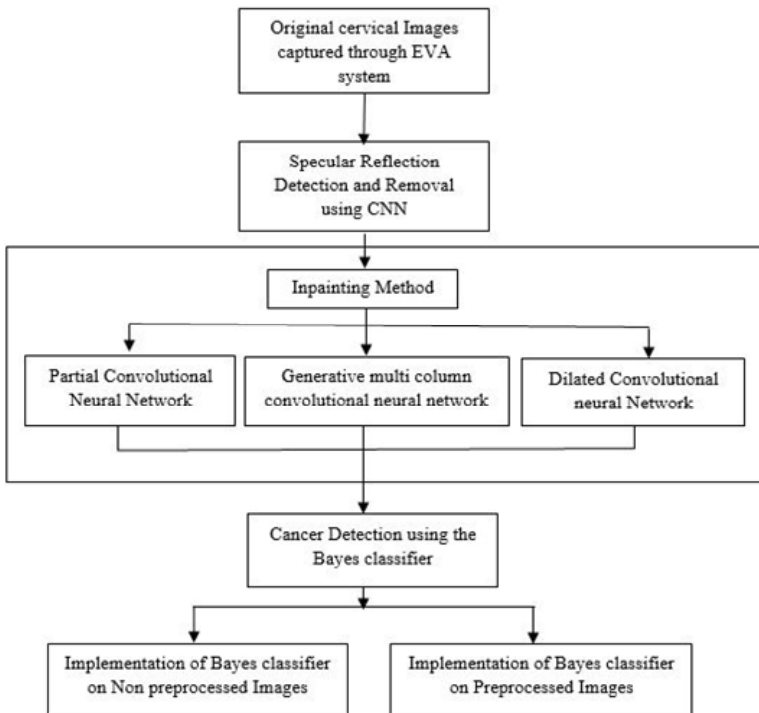 Original cervical Images
captured through EVA
system
Specular Reflection
Detection and Removal
using CNN
Inpainting Method
Partial Convolutional
Neural Network
Generative multi column
convolutional neural network
Dilated Convolutional
neural Network
Cancer Detection using the
Bayes classifier
Implementation of Bayes classifier
on Non preprocessed Images
Implementation of Bayes classifier
on Preprocessed Images